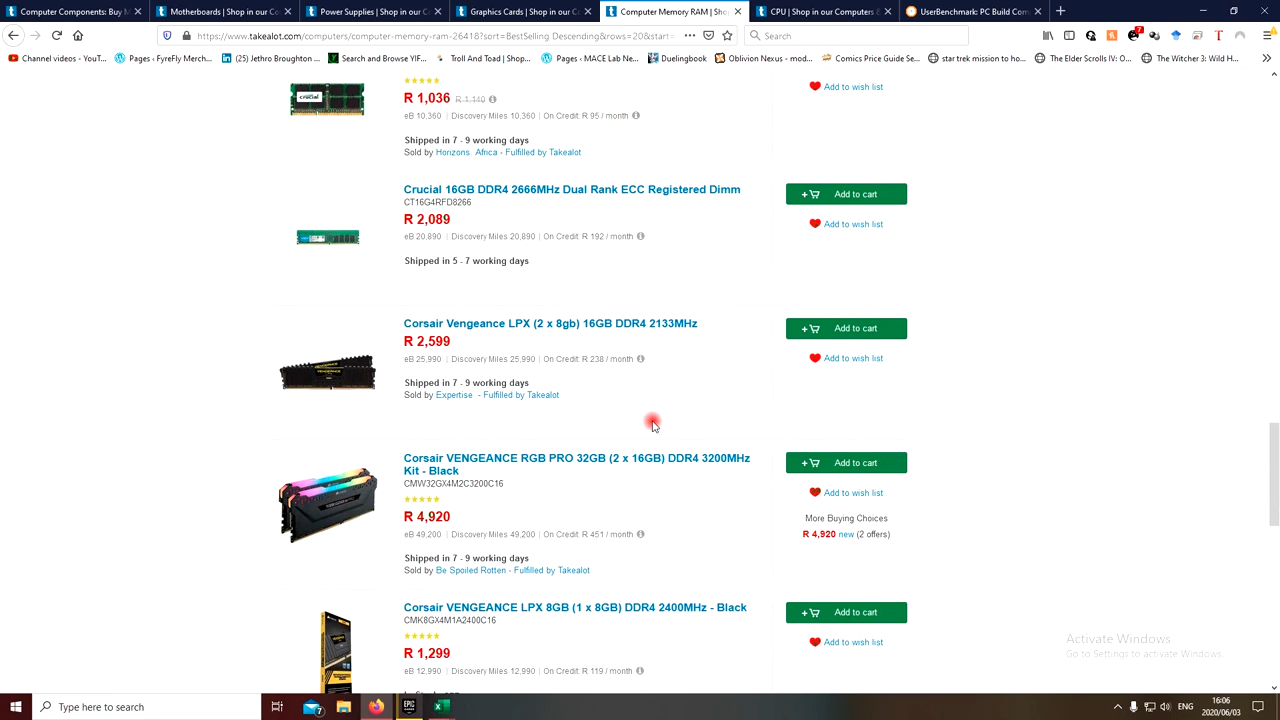 Computer Components: Buy M
Motherboards | Shop in our Co
Power Supplies | Shop in our C
Graphics Cards | Shop in our Co
Computer Memory RAM | Sho
CPU | Shop in our Computers &
UserBenchmark: PC Build Com
https://www.takealot.com/computers/computer-memory-ram-26418?sort=BestSelling Descending&rows=20&start=
Search
Channel videos - YouT...
Pages - FyreFly Merch...
(25) Jethro Broughton ...
Search and Browse YIF...
Troll And Toad | Shop...
Pages - MACE Lab Ne...
Duelingbook
Oblivion Nexus - mod...
Comics Price Guide Se...
star trek mission to ho...
The Elder Scrolls IV: O...
The Witcher 3: Wild H...
R 1,036 R 1,140
Add to wish list
eB 10,360 | Discovery Miles 10,360 | On Credit: R 95 / month
Shipped in 7 - 9 working days
Sold by Horizons. Africa - Fulfilled by Takealot
Crucial 16GB DDR4 2666MHz Dual Rank ECC Registered Dimm
Add to cart
CT16G4RFD8266
R 2,089
Add to wish list
eB 20,890 | Discovery Miles 20,890 | On Credit: R 192 / month
Shipped in 5 - 7 working days
Corsair Vengeance LPX (2 x 8gb) 16GB DDR4 2133MHz
Add to cart
R 2,599
eB 25,990 | Discovery Miles 25,990 | On Credit: R 238 / month
Add to wish list
Shipped in 7 - 9 working days
Sold by Expertise - Fulfilled by Takealot
Corsair VENGEANCE RGB PRO 32GB (2 x 16GB) DDR4 3200MHz
Kit - Black
Add to cart
CMW32GX4M2C3200C16
Add to wish list
R 4,920
More Buying Choices
eB 49,200 | Discovery Miles 49,200 | On Credit: R 451 / month
R 4,920 new (2 offers)
Shipped in 7 - 9 working days
Sold by Be Spoiled Rotten - Fulfilled by Takealot
Corsair VENGEANCE LPX 8GB (1 x 8GB) DDR4 2400MHz - Black
Add to cart
CMK8GX4M1A2400C16
Add to wish list
R 1,299
eB 12,990 | Discovery Miles 12,990 | On Credit: R 119 / month
Activate Windows
Go to Settings to activate Windows.
Type here to search
ENG
16:06
2020/06/03